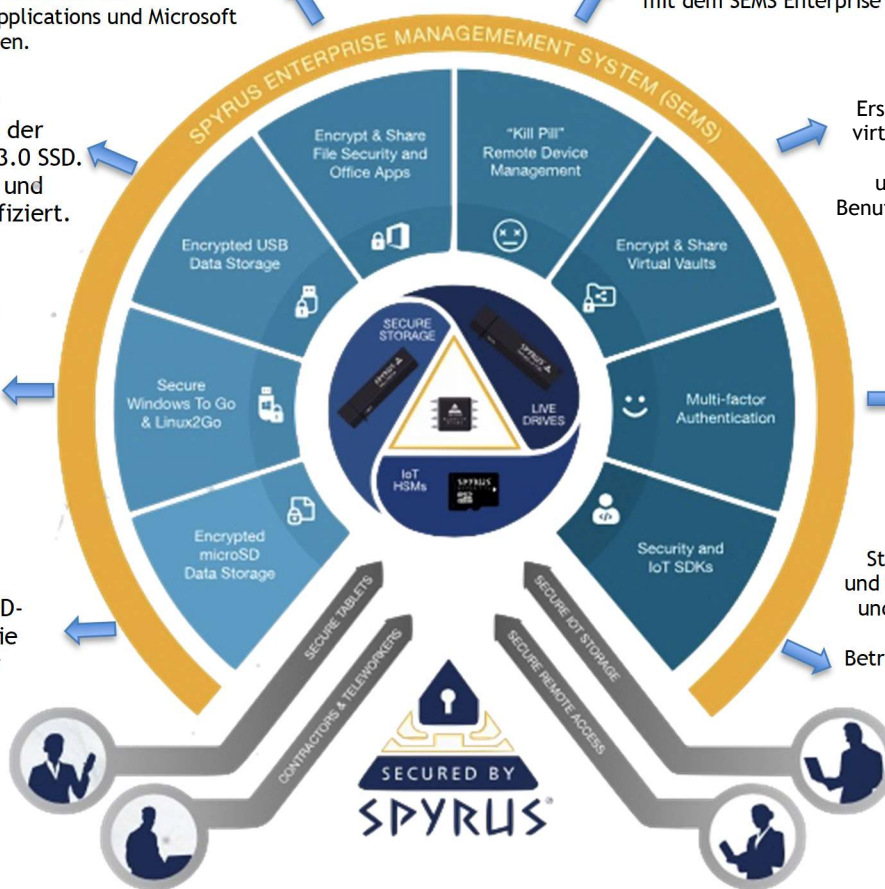 pplications und Microsoft
en.
mit dem SEMS Enterprise
SPYRUS ENTERPRISE MANAGEMEMENT SYSTEM (SEMS)
der
3.0 SSD.
und
fiziert.
Ers
virt
u
Benut
Encrypt & Share
File Security and
Office Apps
"Kill Pill"
Remote Device
Management
Encrypted USB
Data Storage
Encrypt & Share
Virtual Vaults
Secure
Windows To Go
& Linux2Go
Multi-factor
Authentication
Encrypted
microSD
Data Storage
Security and
IoT SDKs
SECURE
STORAGE
SPYRUS
SPYRUS
LIVE
DRIVES
IoT
HSMs
SPYRUS
D-
ie
St
und
und
Betr
SECURE TABLETS
CONTRACTORS & TELEWORKERS
SECURE IOT STORAGE
SECURE REMOTE ACCESS
SECURED BY
SPYRUS®